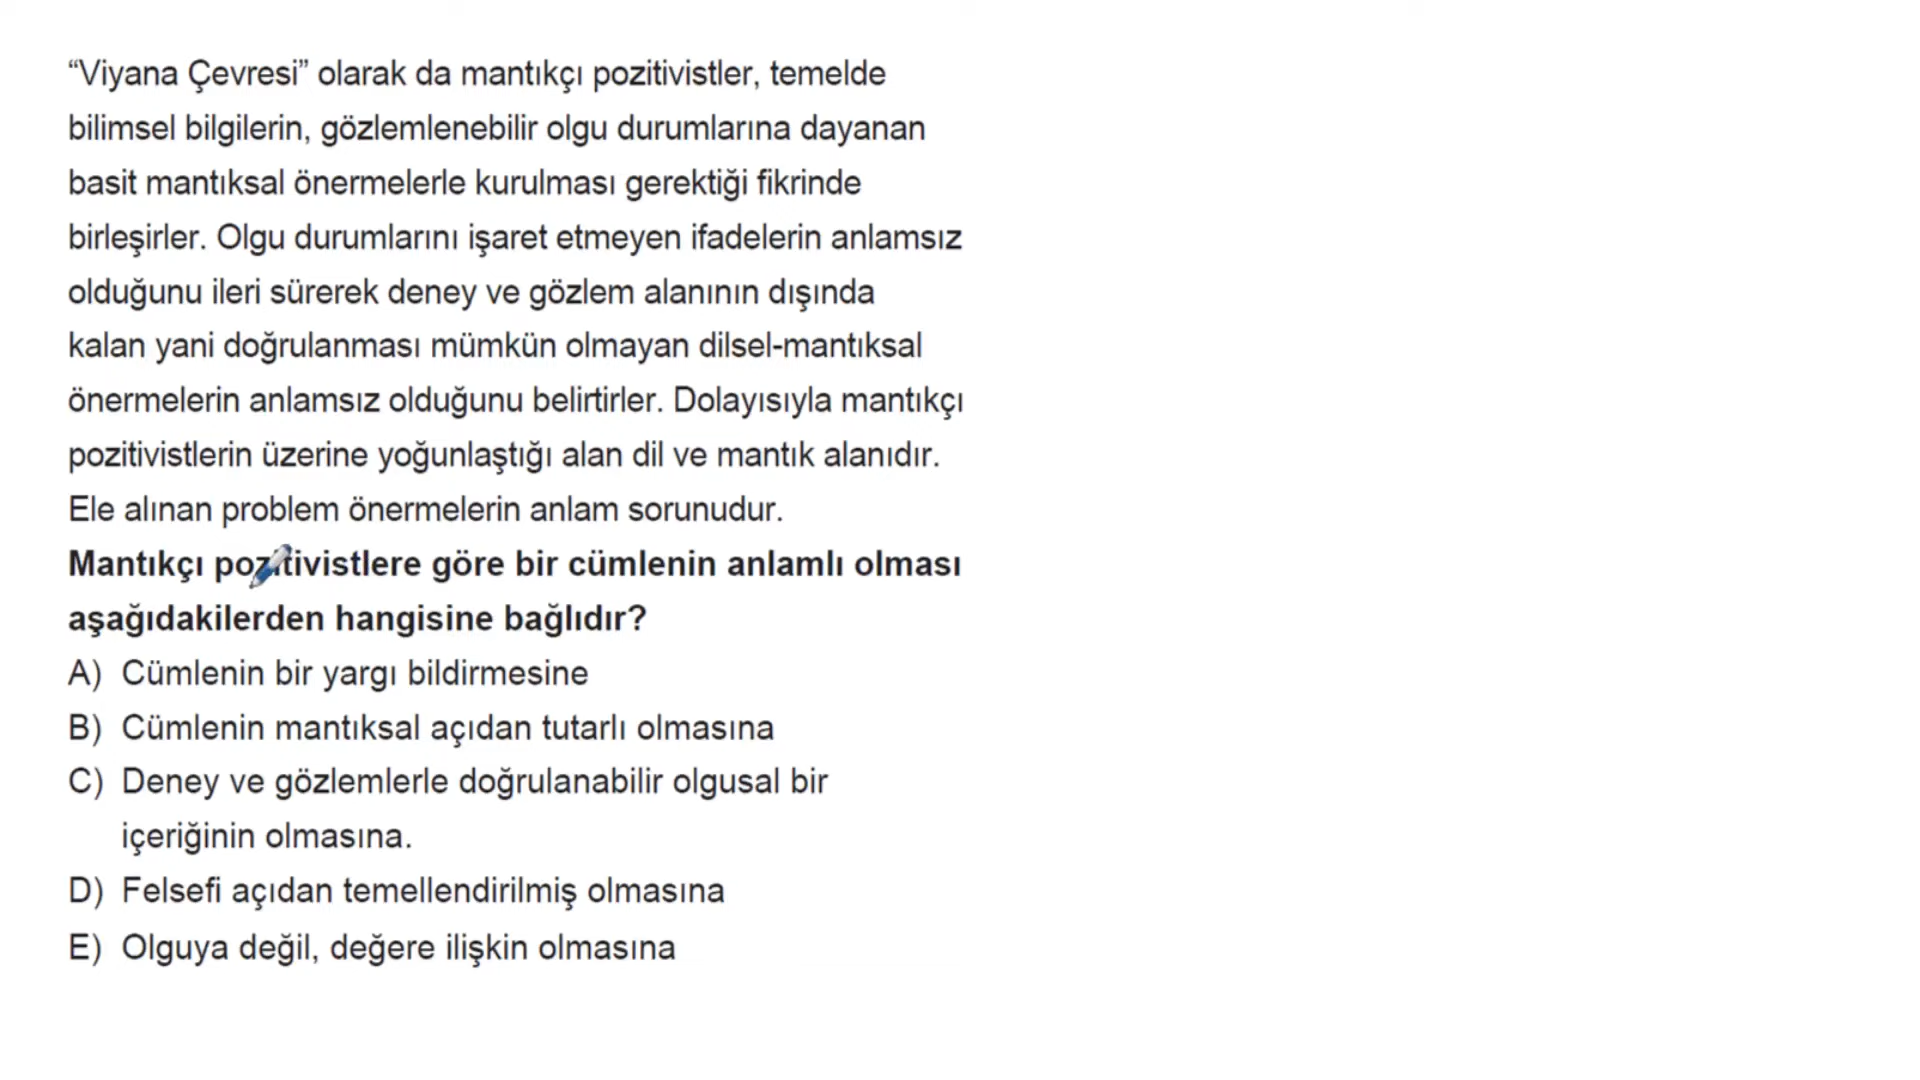 “Viyana Çevresi” olarak da mantıkçı pozitivistler, temelde
bilimsel bilgilerin, gözlemlenebilir olgu durumlarına dayanan
basit mantıksal önermelerle kurulması gerektiği fikrinde
birleşirler. Olgu durumlarını işaret etmeyen ifadelerin anlamsız
olduğunu ileri sürerek deney ve gözlem alanının dışında
kalan yani doğrulanması mümkün olmayan dilsel-mantıksal
önermelerin anlamsız olduğunu belirtirler. Dolayısıyla mantıkçı
pozitivistlerin üzerine yoğunlaştığı alan dil ve mantık alanıdır.
Ele alınan problem önermelerin anlam sorunudur.
Mantıkçı pozitivistlere göre bir cümlenin anlamlı olması
aşağıdakilerden hangisine bağlıdır?
A) Cümlenin bir yargı bildirmesine
B) Cümlenin mantıksal açıdan tutarlı olmasına
C) Deney ve gözlemlerle doğrulanabilir olgusal bir
içeriğinin olmasına.
D) Felsefi açıdan temellendirilmiş olmasına
E) Olguya değil, değere ilişkin olmasına